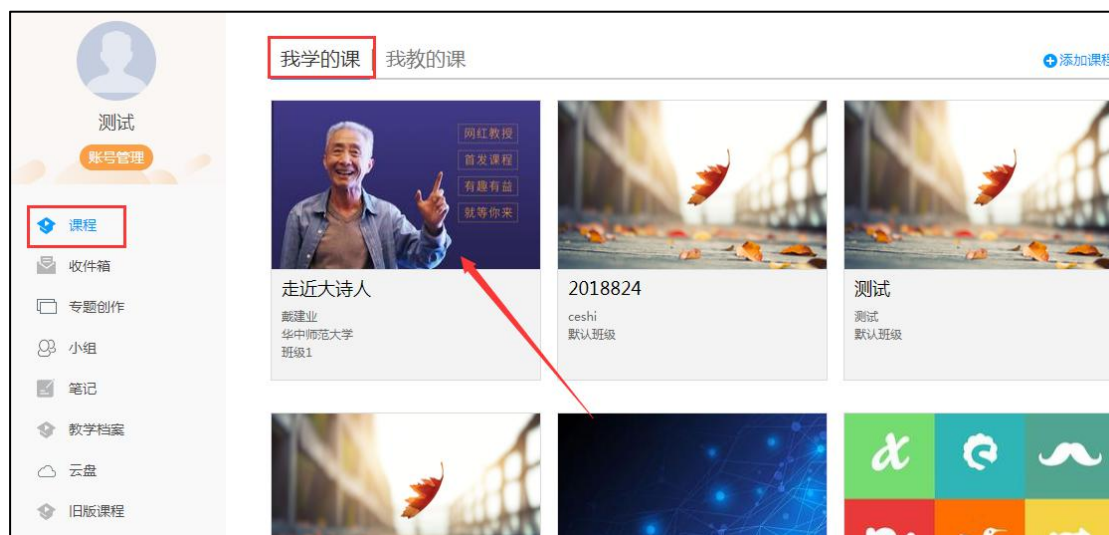 测试
账号管理
课程
收件箱
专题创作
小组
笔记
教学档案
云盘
旧版课程
我学的课 我教的课
添加课程
网红教授
首发课程
有趣有益
就等你来
走近大诗人
戴建业
华中师范大学
班级1
2018824
ceshi
默认班级
测试
测试
默认班级